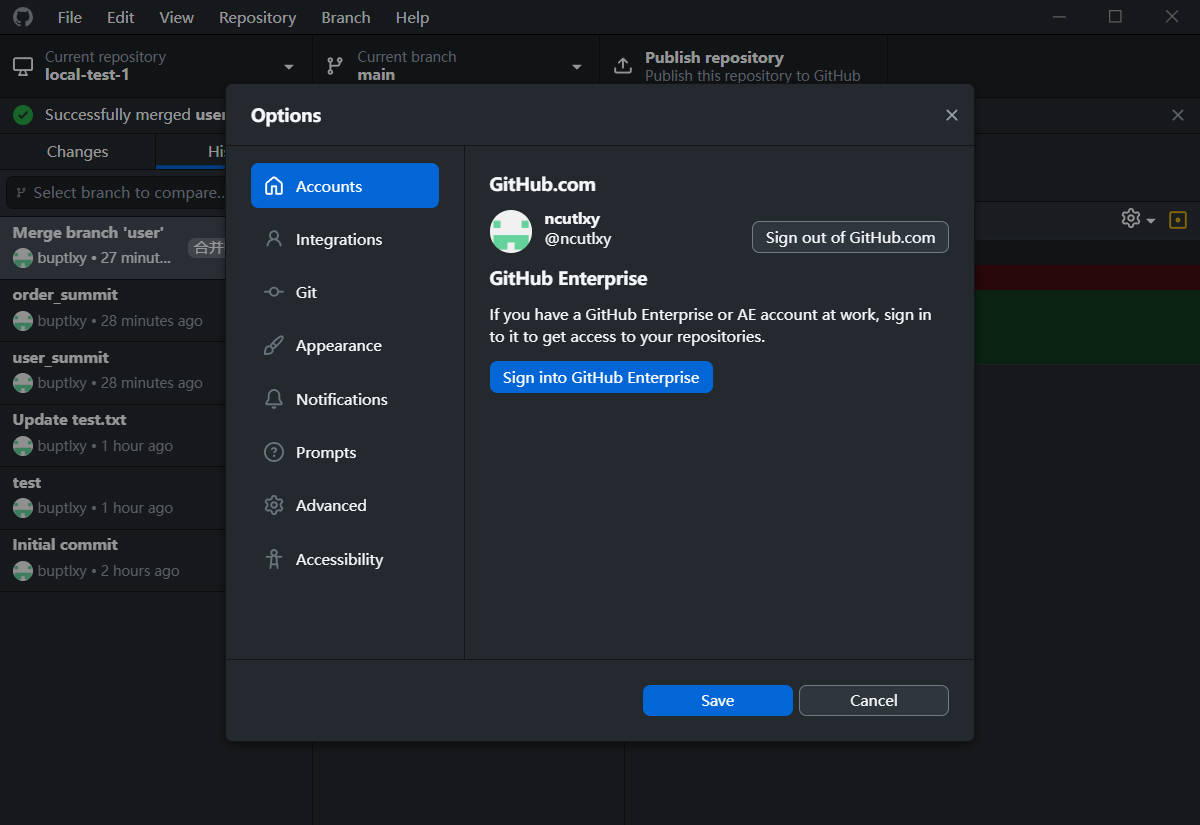 File Edit View Repository Branch Help
Current repository
local-test-1
Current branch
main
Publish repository
Publish this repository to GitHub
Successfully merged user
Changes
His
Select branch to compare...
Merge branch 'user'
buptlxy • 27 minut...
合并
order_summit
buptlxy • 28 minutes ago
user_summit
buptlxy • 28 minutes ago
Update test.txt
buptlxy • 1 hour ago
test
buptlxy • 1 hour ago
Initial commit
buptlxy • 2 hours ago
Options
Accounts
Integrations
Git
Appearance
Notifications
Prompts
Advanced
Accessibility
GitHub.com
ncutlxy
@ncutlxy
Sign out of GitHub.com
GitHub Enterprise
If you have a GitHub Enterprise or AE account at work, sign in
to it to get access to your repositories.
Sign into GitHub Enterprise
Save
Cancel